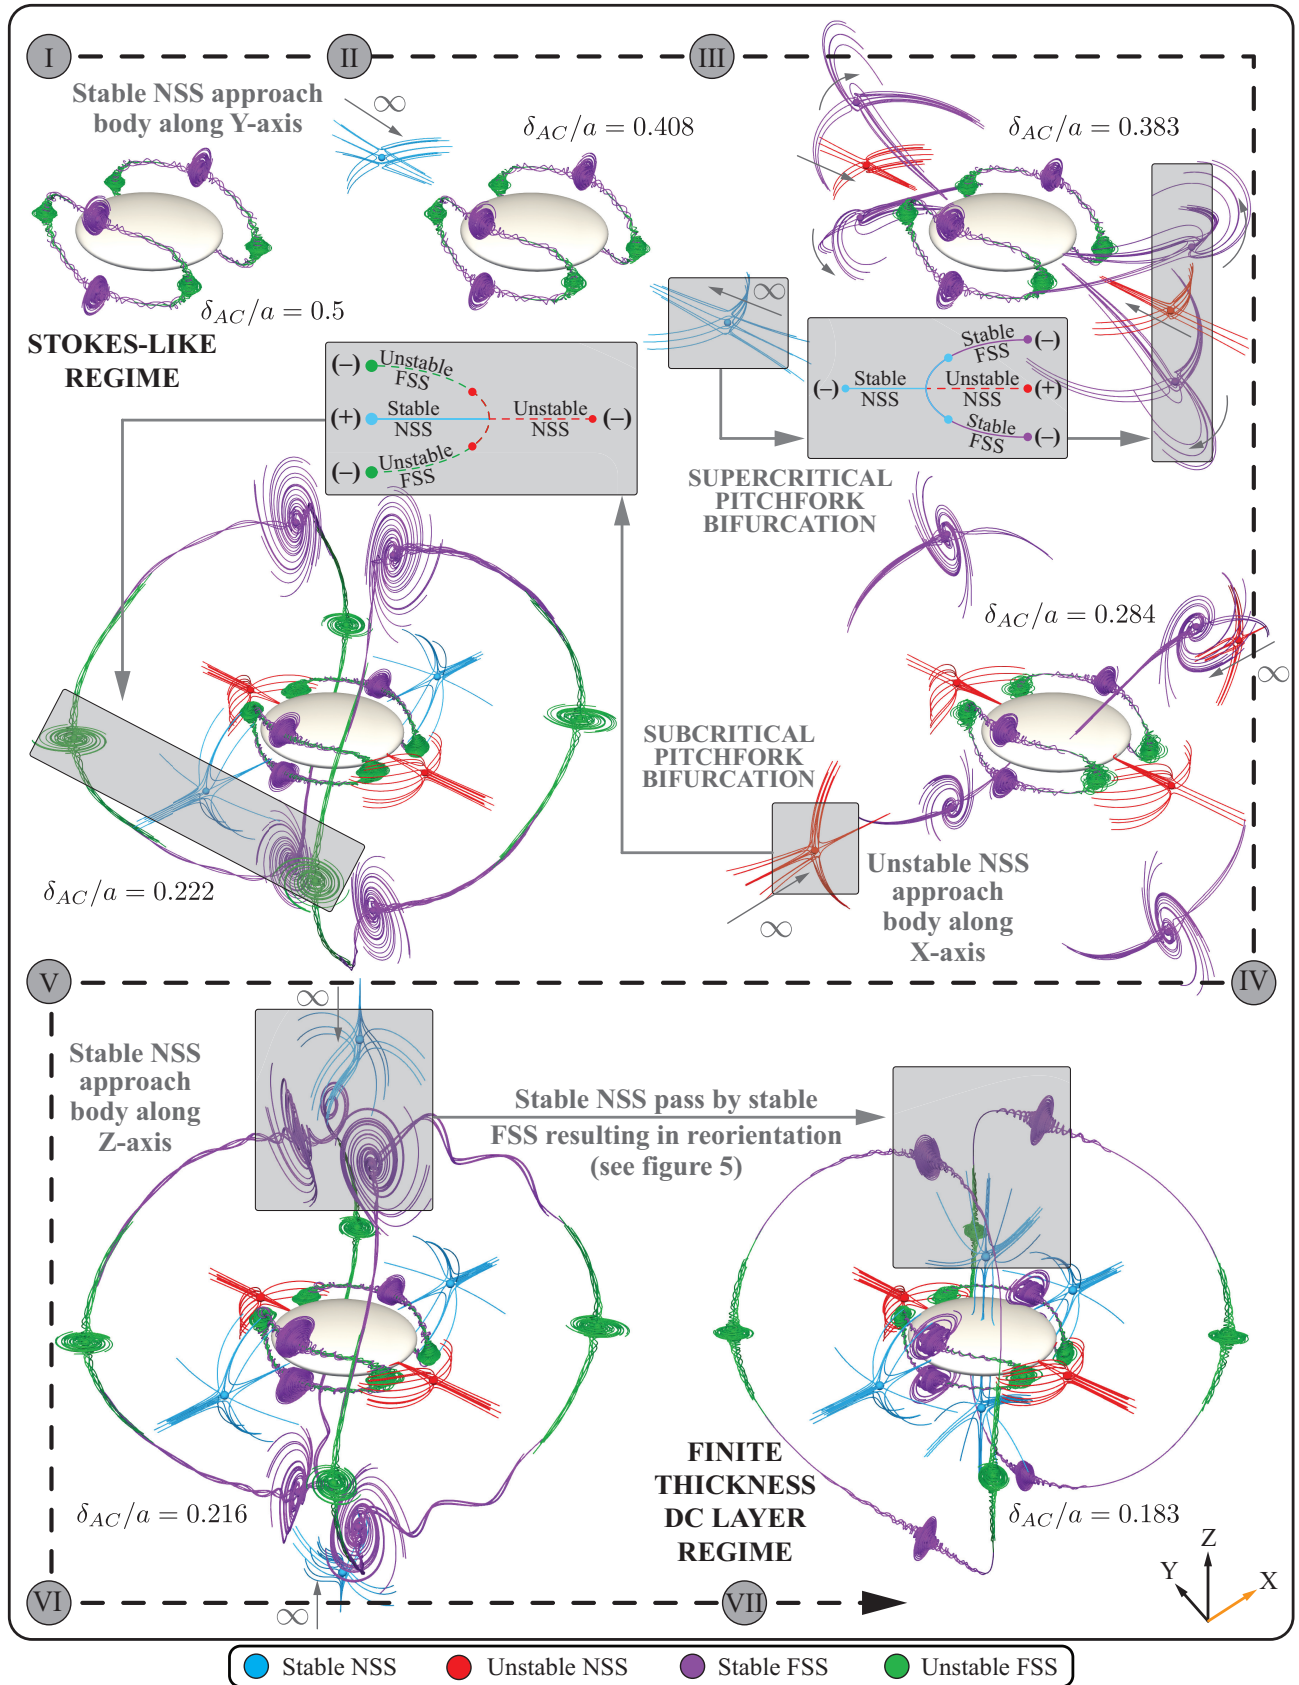 I
II
III
Stable NSS approach
body along Y-axis
∞
δ_AC/a = 0.408
δ_AC/a = 0.383
δ_AC/a = 0.5
STOKES-LIKE
REGIME
∞
(–) Unstable
FSS
(+) Stable
NSS
Unstable
NSS
(–)
(–) Unstable
FSS
Stable
FSS
(–)
(–) Stable
NSS
Unstable
NSS
(+)
Stable
FSS
(–)
SUPERCRITICAL
PITCHFORK
BIFURCATION
δ_AC/a = 0.284
∞
SUBCRITICAL
PITCHFORK
BIFURCATION
δ_AC/a = 0.222
Unstable NSS
approach
body along
X-axis
∞
V
IV
∞
Stable NSS
approach
body along
Z-axis
Stable NSS pass by stable
FSS resulting in reorientation
(see figure 5)
δ_AC/a = 0.216
FINITE
THICKNESS
DC LAYER
REGIME
δ_AC/a = 0.183
Z
Y
X
VI
∞
VII
Stable NSS
Unstable NSS
Stable FSS
Unstable FSS